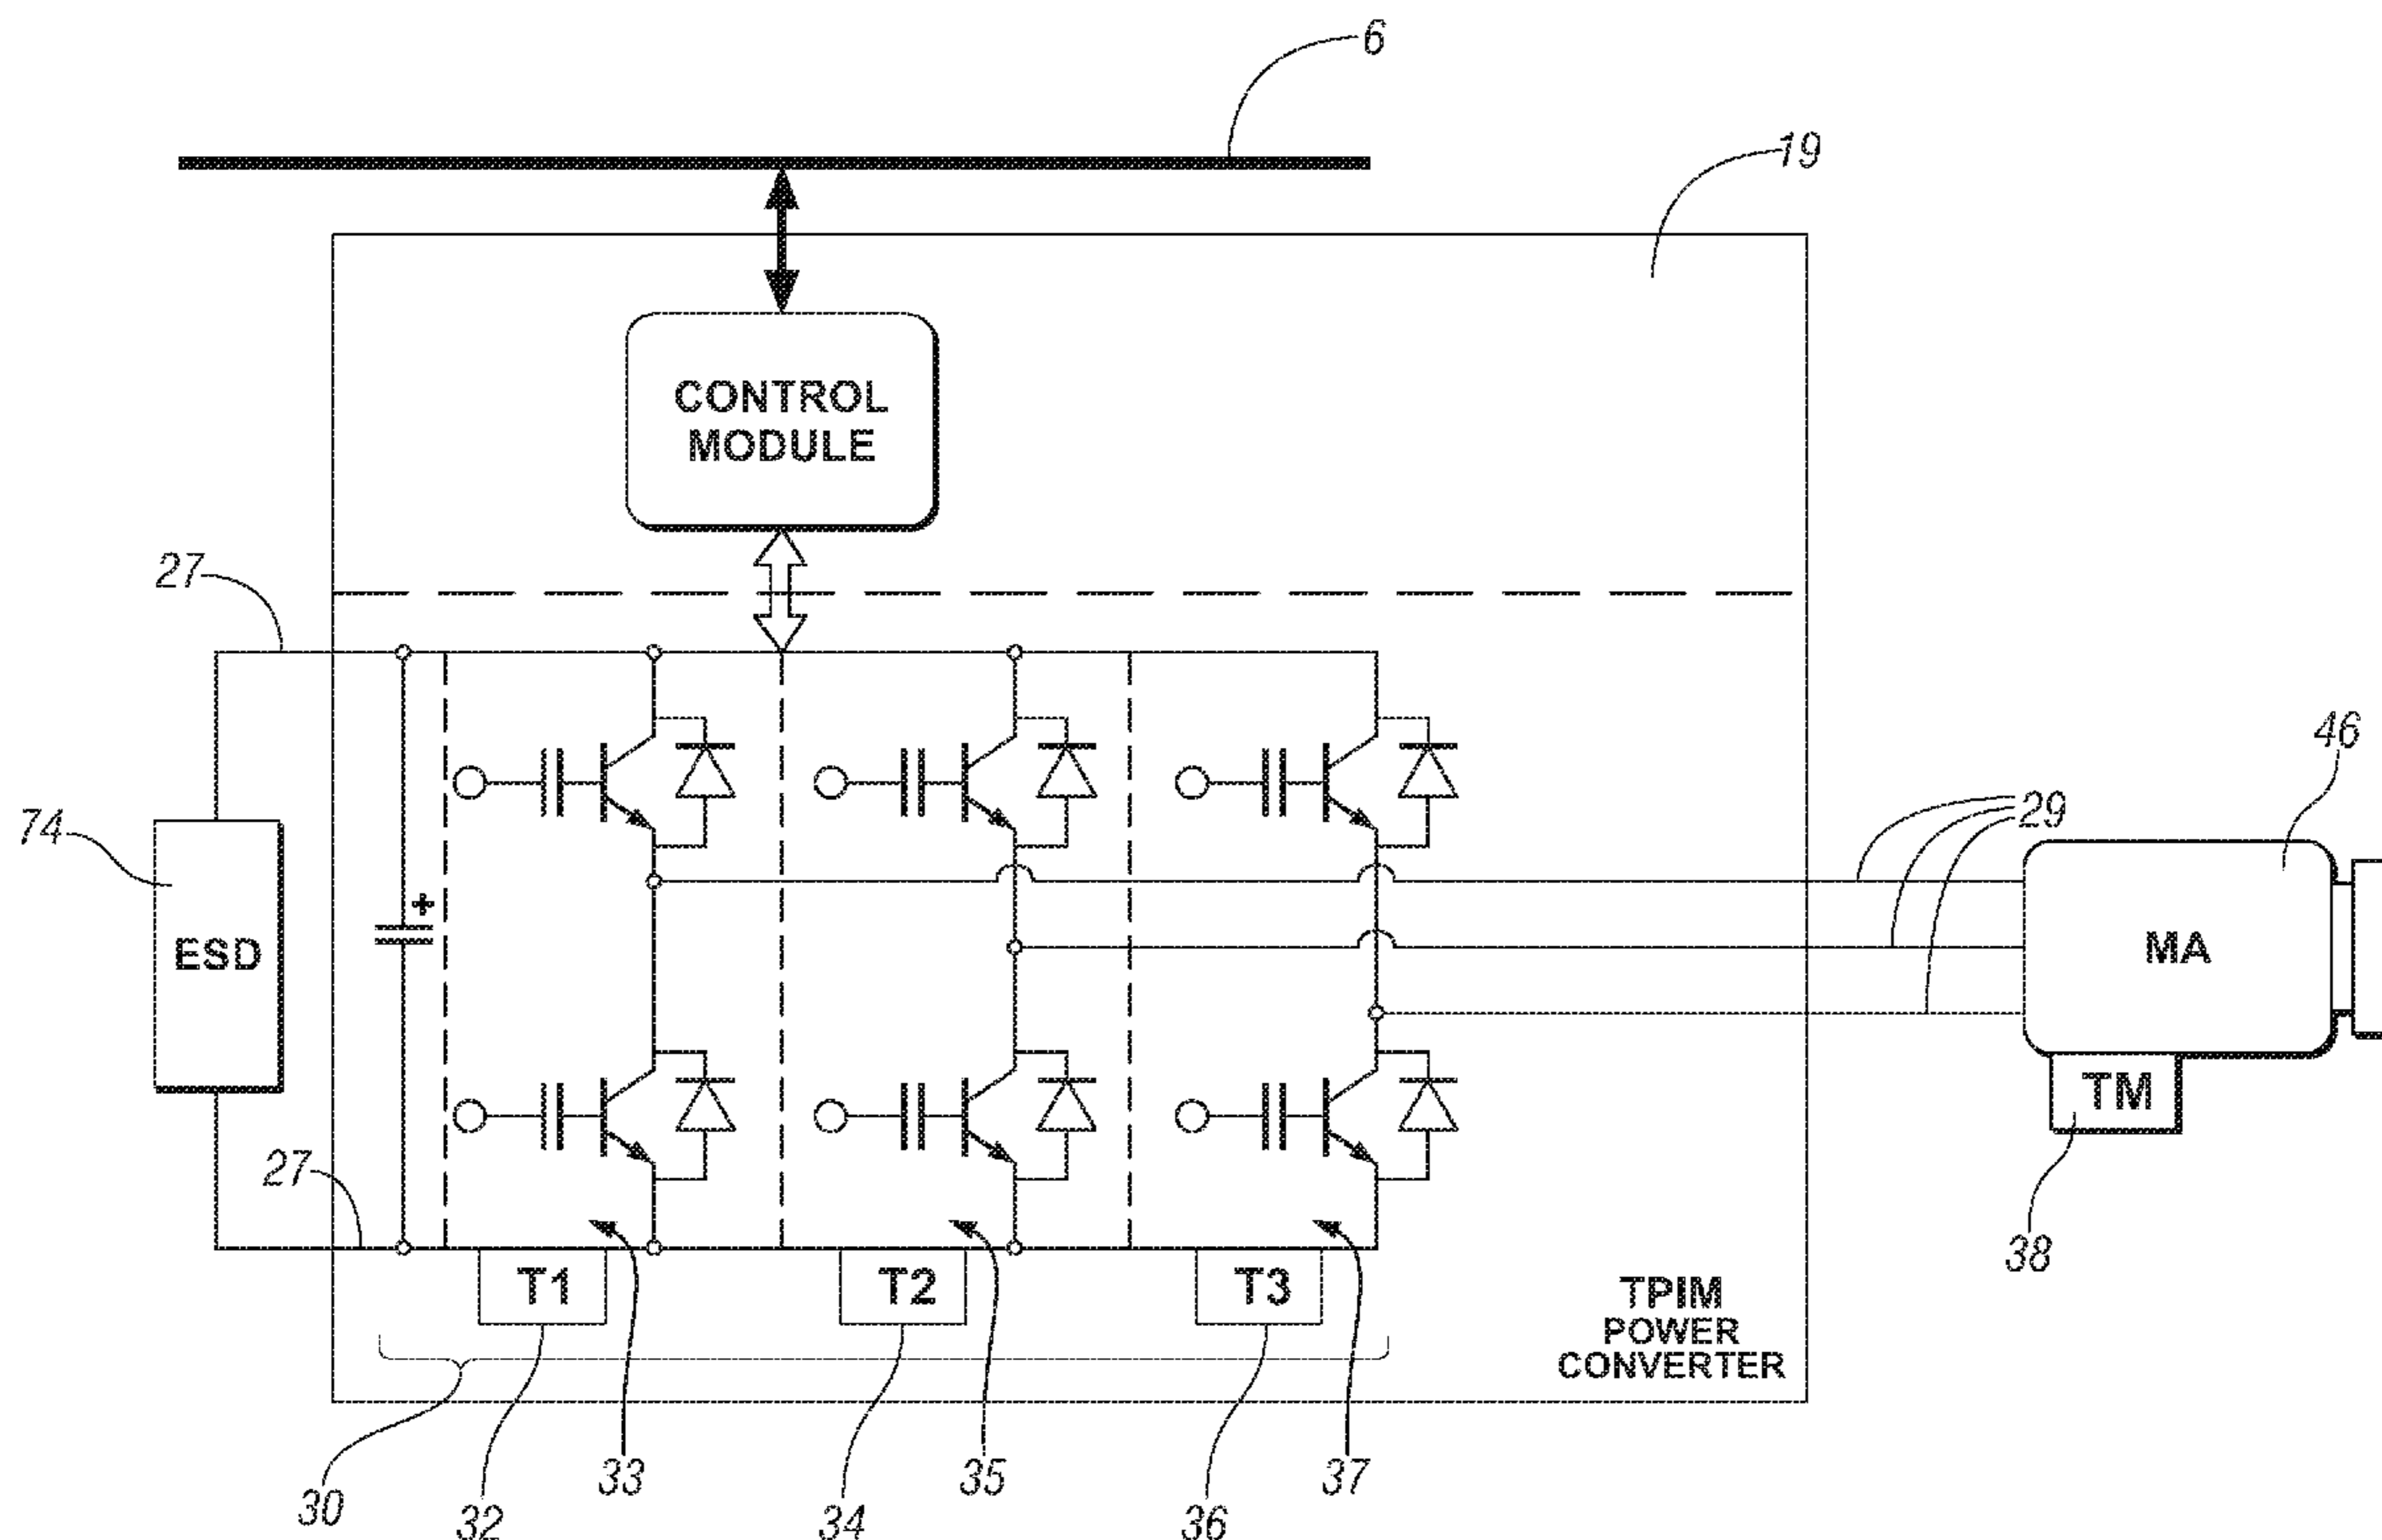 6
19
CONTROL
MODULE
27
46
74
29
+
ESD
MA
TM
27
38
T1
T2
T3
TPIM
POWER
CONVERTER
33
35
37
30
32
34
36